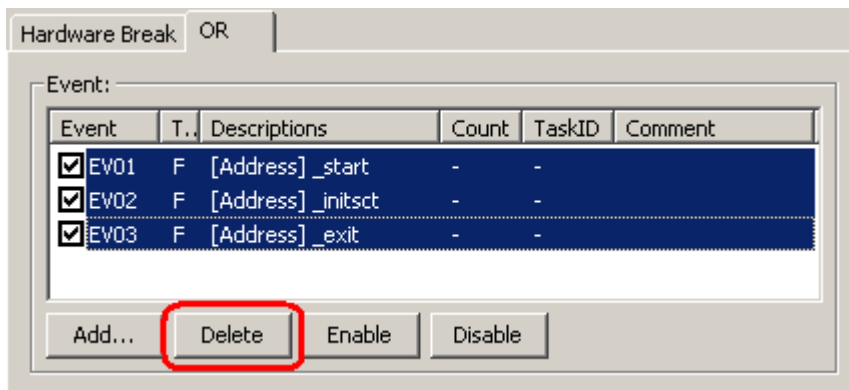 Hardware Break OR
Event:
Event T.. Descriptions Count TaskID Comment
EV01 F [Address] _start - -
EV02 F [Address] _initsct - -
EV03 F [Address] _exit - -
Add... Delete Enable Disable